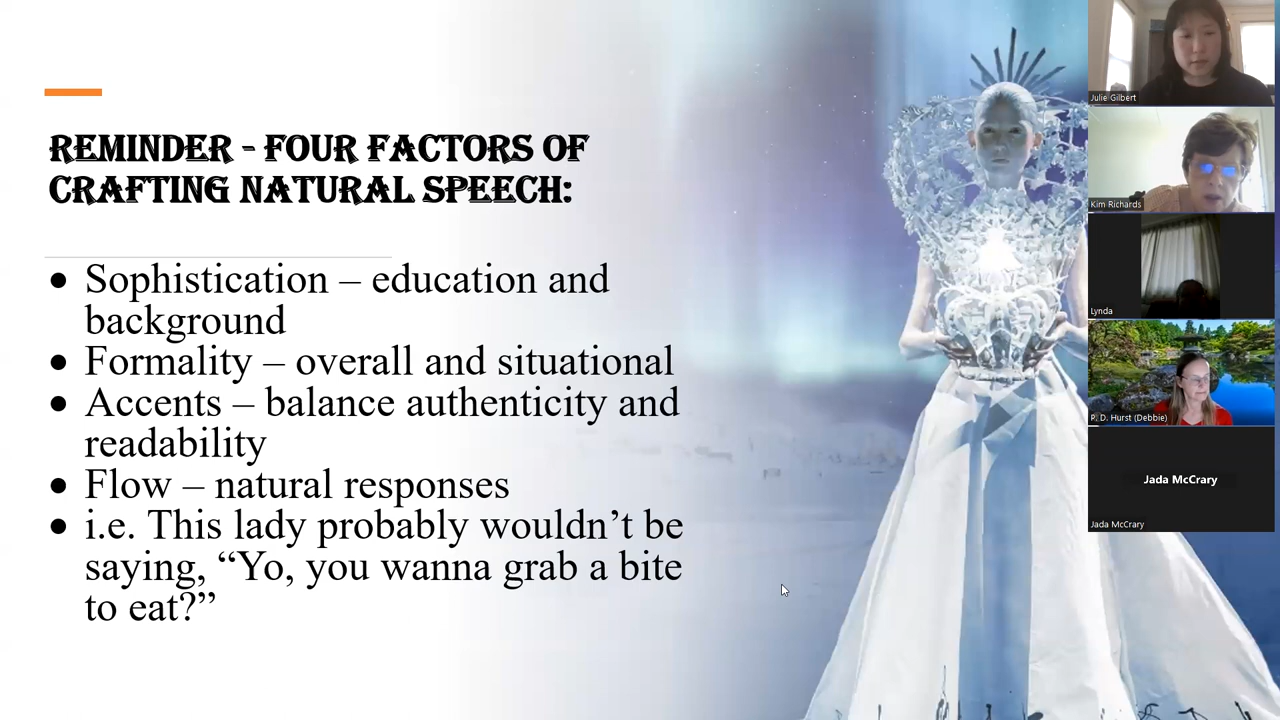 REMINDER - FOUR FACTORS OF
CRAFTING NATURAL SPEECH:
• Sophistication – education and
background
• Formality – overall and situational
• Accents – balance authenticity and
readability
• Flow – natural responses
• i.e. This lady probably wouldn’t be
saying, “Yo, you wanna grab a bite
to eat?”
Julie Gilbert
Kim Richards
Lynda
P. D. Hurst (Debbie)
Jada McCrary
Jada McCrary